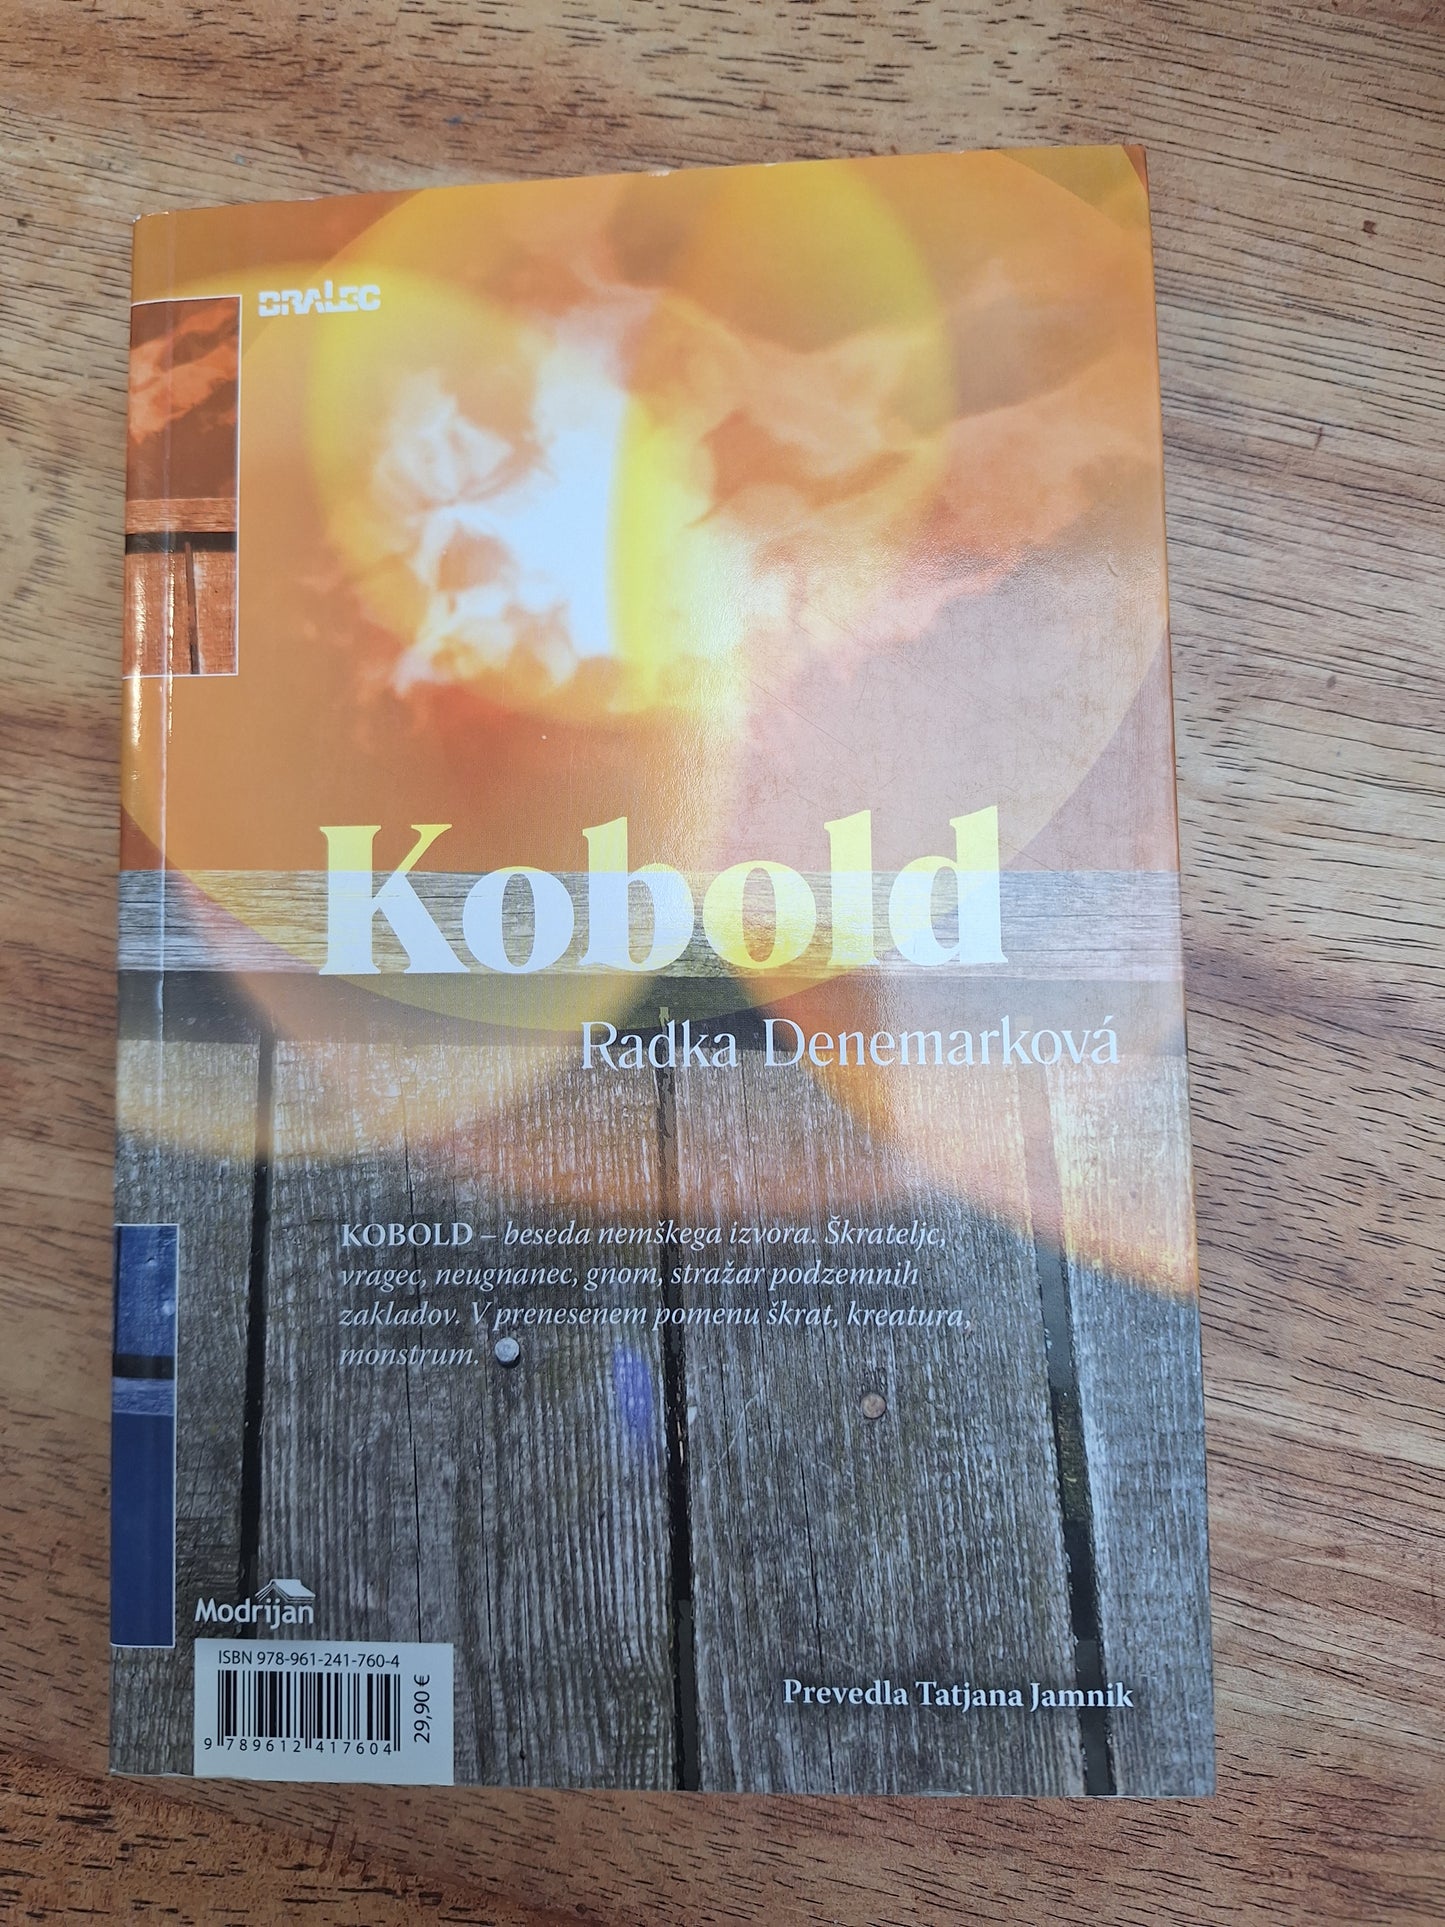 BRALEC
Kobold
Radka Denemarková
KOBOLD – beseda nemškega izvora. Škrateljc,
vragec, neugnanec, gnom, stražar podzemnih
zakladov. V prenesenem pomenu škrat, kreatura,
monstrum.
Modrijan
ISBN 978-961-241-760-4
9 789612 417604
29,90 €
Prevedla Tatjana Jamnik